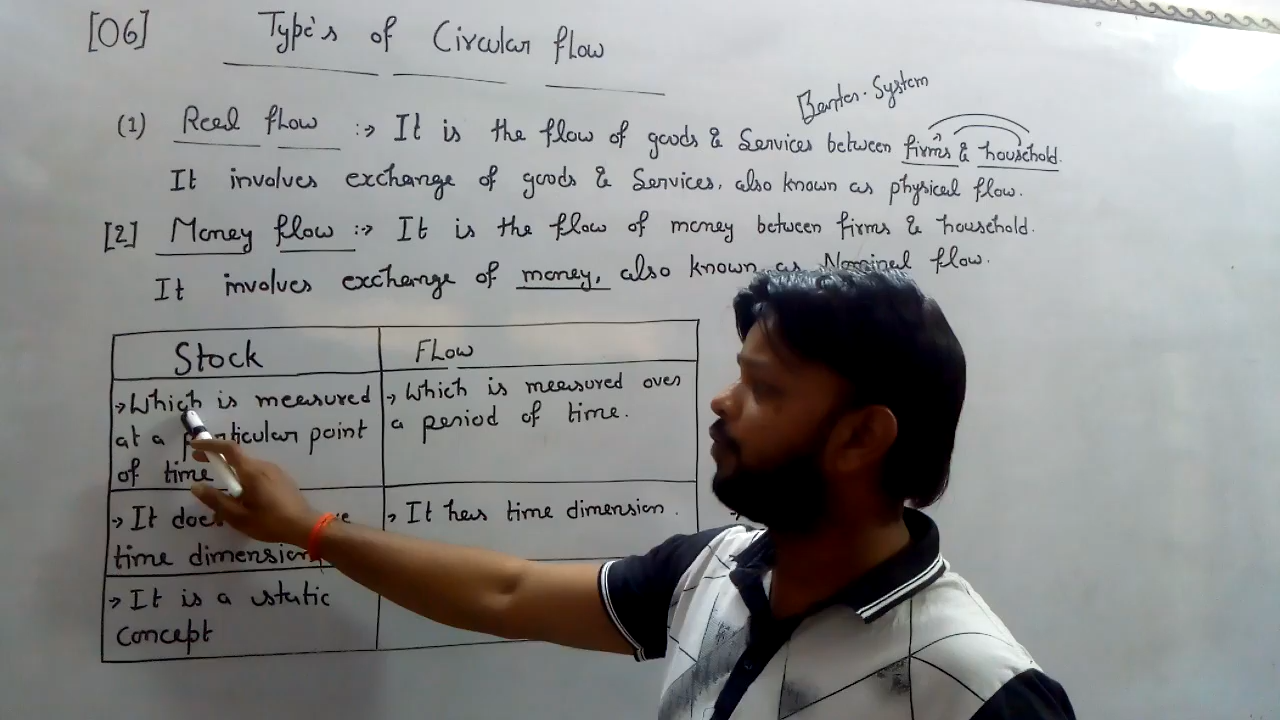 [06] Type's of Circular flow
Barter System
(1) Real flow :→ It is the flow of goods & Services between firms & household.
It involves exchange of goods & Services, also known as physical flow.
[2] Money flow :→ It is the flow of money between firms & household.
It involves exchange of money, also known as Nominal flow.
Stock
Flow
→ Which is measured
at a particular point
of time
→ Which is measured over
a period of time.
→ It does
time dimension
→ It has time dimension.
→ It is a static
concept